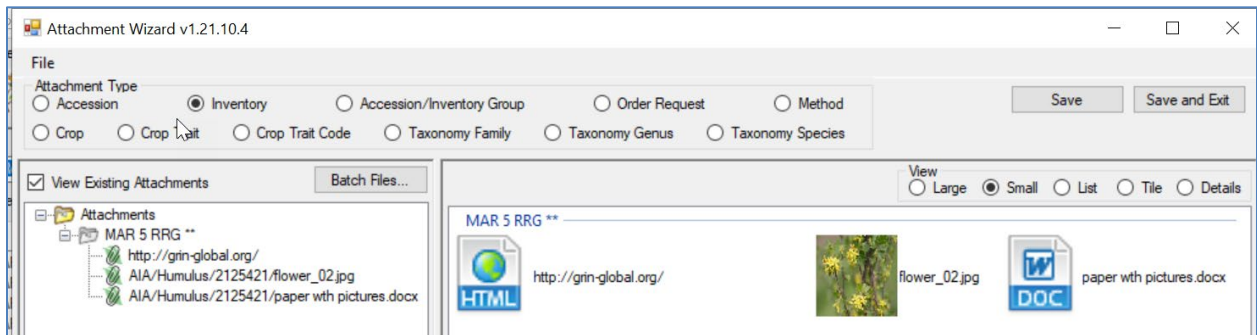 Attachment Wizard v1.21.10.4
File
Attachment Type
Accession Inventory Accession/Inventory Group Order Request Method
Crop Crop Trait Crop Trait Code Taxonomy Family Taxonomy Genus Taxonomy Species
Save Save and Exit
View Existing Attachments Batch Files...
Attachments
MAR 5 RRG **
http://grin-global.org/
AIA/Humulus/2125421/flower_02.jpg
AIA/Humulus/2125421/paper wth pictures.docx
View
Large Small List Tile Details
MAR 5 RRG **
HTML http://grin-global.org/ flower_02.jpg W DOC paper wth pictures.docx